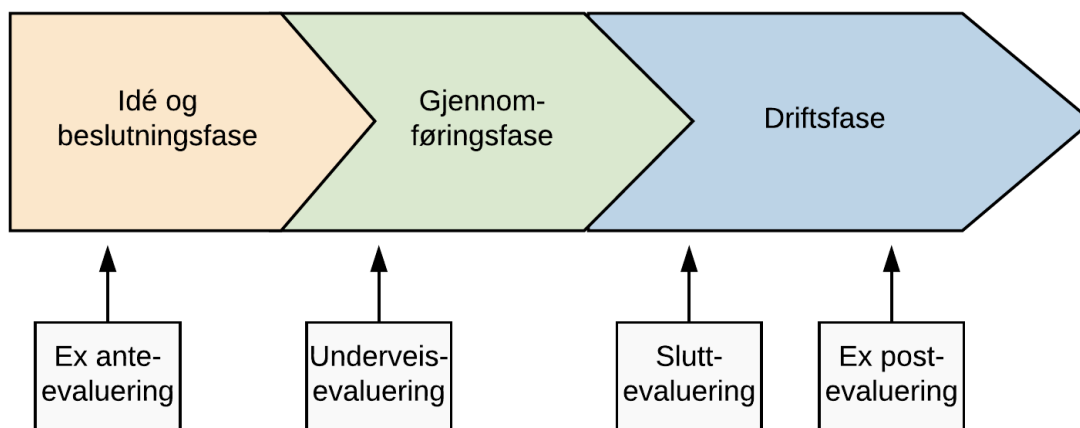 Idé og
beslutningsfase
Gjennom-
føringsfase
Driftsfase
Ex ante-
evaluering
Underveis-
evaluering
Slutt-
evaluering
Ex post-
evaluering